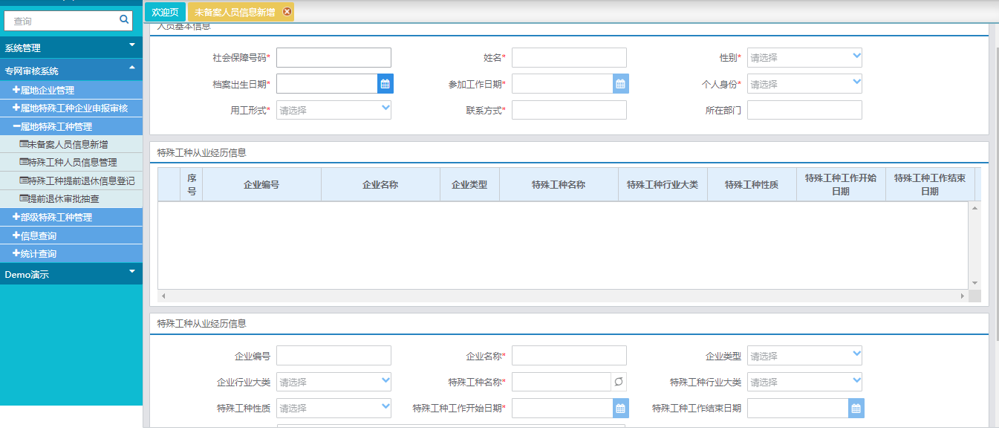 查询
欢迎页
未备案人员信息新增
系统管理
专网审核系统
属地企业管理
属地特殊工种企业申报审核
属地特殊工种管理
未备案人员信息新增
特殊工种人员信息管理
特殊工种提前退休信息登记
提前退休审批抽查
部级特殊工种管理
信息查询
统计查询
Demo演示
人员基本信息
社会保障号码*
姓名*
性别* 请选择
档案出生日期*
参加工作日期*
个人身份* 请选择
用工形式* 请选择
联系方式*
所在部门
特殊工种从业经历信息
序号
企业编号
企业名称
企业类型
特殊工种名称
特殊工种行业大类
特殊工种性质
特殊工种工作开始日期
特殊工种工作结束日期
特殊工种从业经历信息
企业编号
企业名称*
企业类型 请选择
企业行业大类 请选择
特殊工种名称*
特殊工种行业大类 请选择
特殊工种性质 请选择
特殊工种工作开始日期*
特殊工种工作结束日期